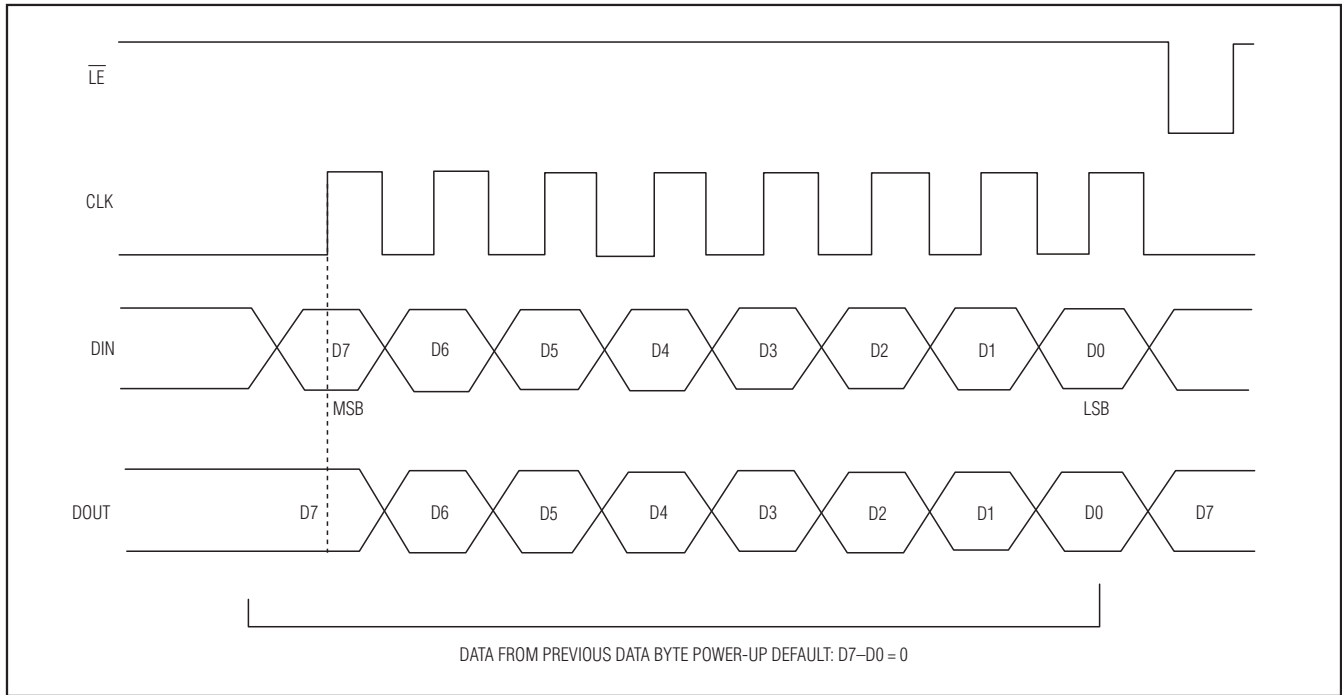 LE
CLK
DIN
D7 D6 D5 D4 D3 D2 D1 D0
MSB LSB
DOUT
D7 D6 D5 D4 D3 D2 D1 D0 D7
DATA FROM PREVIOUS DATA BYTE POWER-UP DEFAULT: D7–D0 = 0